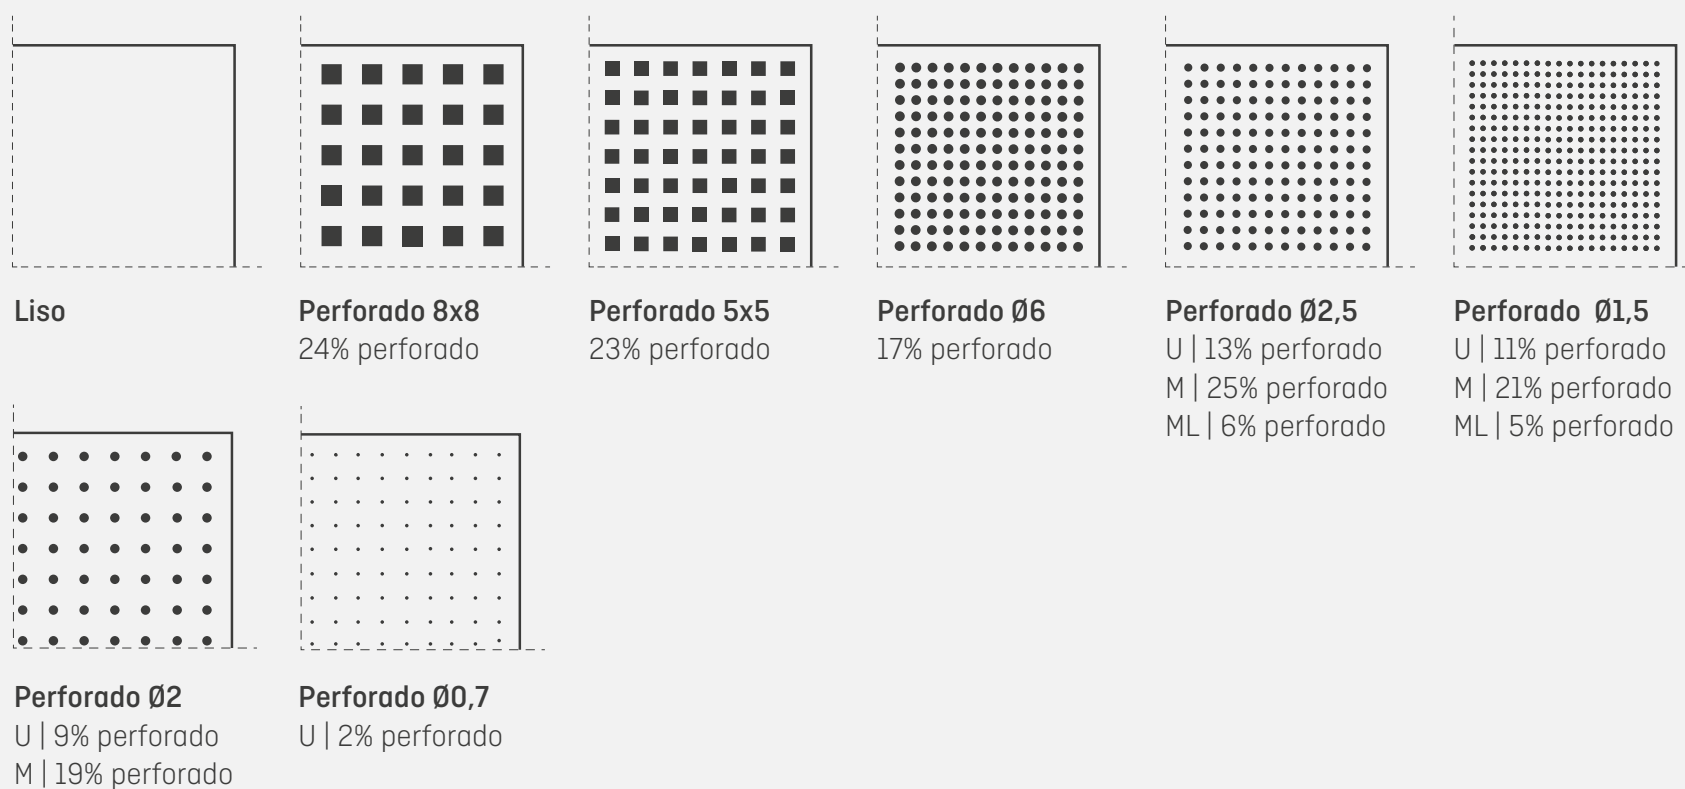 Liso
Perforado 8x8
24% perforado
Perforado 5x5
23% perforado
Perforado Ø6
17% perforado
Perforado Ø2,5
U | 13% perforado
M | 25% perforado
ML | 6% perforado
Perforado  Ø1,5
U | 11% perforado
M | 21% perforado
ML | 5% perforado
Perforado Ø2
U | 9% perforado
M | 19% perforado
Perforado Ø0,7
U | 2% perforado